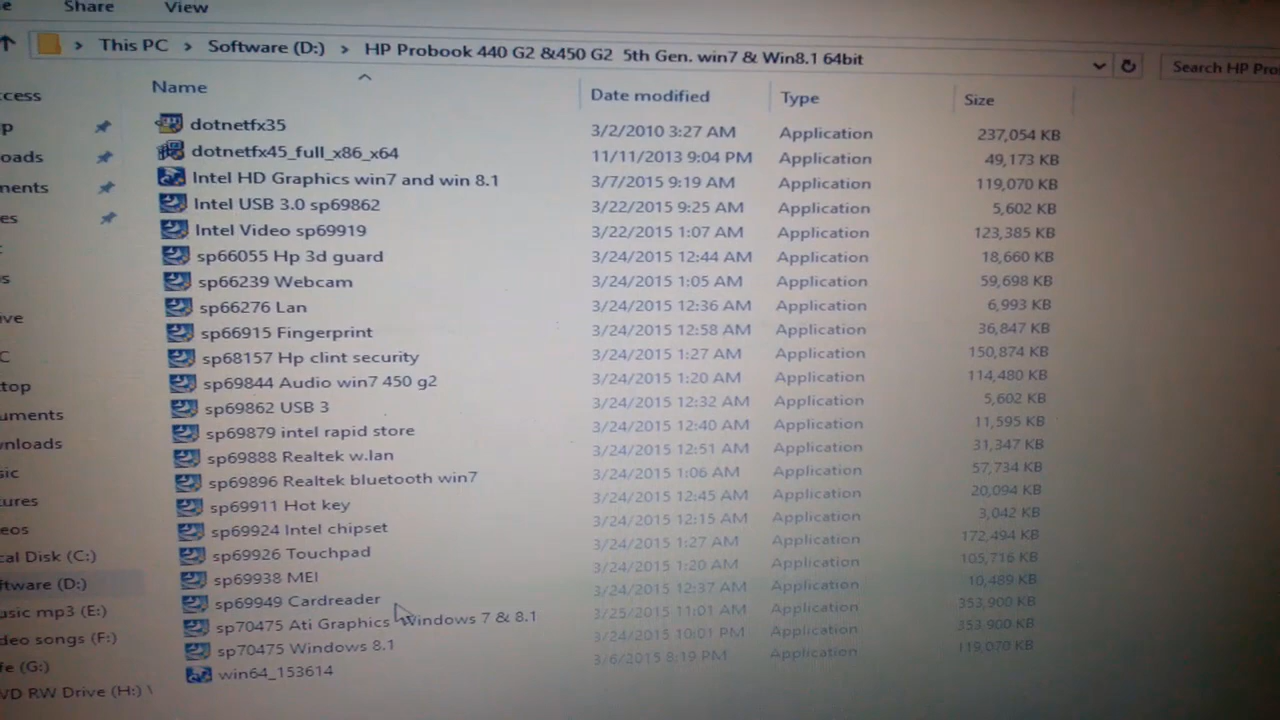 e Share View
This PC > Software (D:) > HP Probook 440 G2 &450 G2 5th Gen. win7 & Win8.1 64bit Search HP Pro
Name Date modified Type Size
dotnetfx35 3/2/2010 3:27 AM Application 237,054 KB
dotnetfx45_full_x86_x64 11/11/2013 9:04 PM Application 49,173 KB
Intel HD Graphics win7 and win 8.1 3/7/2015 9:19 AM Application 119,070 KB
Intel USB 3.0 sp69862 3/22/2015 9:25 AM Application 5,602 KB
Intel Video sp69919 3/22/2015 1:07 AM Application 123,385 KB
sp66055 Hp 3d guard 3/24/2015 12:44 AM Application 18,660 KB
sp66239 Webcam 3/24/2015 1:05 AM Application 59,698 KB
sp66276 Lan 3/24/2015 12:36 AM Application 6,993 KB
sp66915 Fingerprint 3/24/2015 12:58 AM Application 36,847 KB
sp68157 Hp clint security 3/24/2015 1:27 AM Application 150,874 KB
sp69844 Audio win7 450 g2 3/24/2015 1:20 AM Application 114,480 KB
sp69862 USB 3 3/24/2015 12:32 AM Application 5,602 KB
sp69879 intel rapid store 3/24/2015 12:40 AM Application 11,595 KB
sp69888 Realtek w.lan 3/24/2015 12:51 AM Application 31,347 KB
sp69896 Realtek bluetooth win7 3/24/2015 1:06 AM Application 57,734 KB
sp69911 Hot key 3/24/2015 12:45 AM Application 20,094 KB
sp69924 Intel chipset 3/24/2015 12:15 AM Application 3,042 KB
sp69926 Touchpad 3/24/2015 1:27 AM Application 172,494 KB
sp69938 MEI 3/24/2015 1:20 AM Application 105,716 KB
sp69949 Cardreader 3/24/2015 12:37 AM Application 10,489 KB
sp70475 Ati Graphics Windows 7 & 8.1 3/25/2015 11:01 AM Application 353,900 KB
sp70475 Windows 8.1 3/24/2015 10:01 PM Application 353,900 KB
win64_153614 3/6/2015 8:19 PM Application 119,070 KB
ccess
p
oads
nents
es
s
ive
C
top
uments
wnloads
sic
tures
eos
cal Disk (C:)
ftware (D:)
usic mp3 (E:)
deo songs (F:)
fe (G:)
VD RW Drive (H:) \